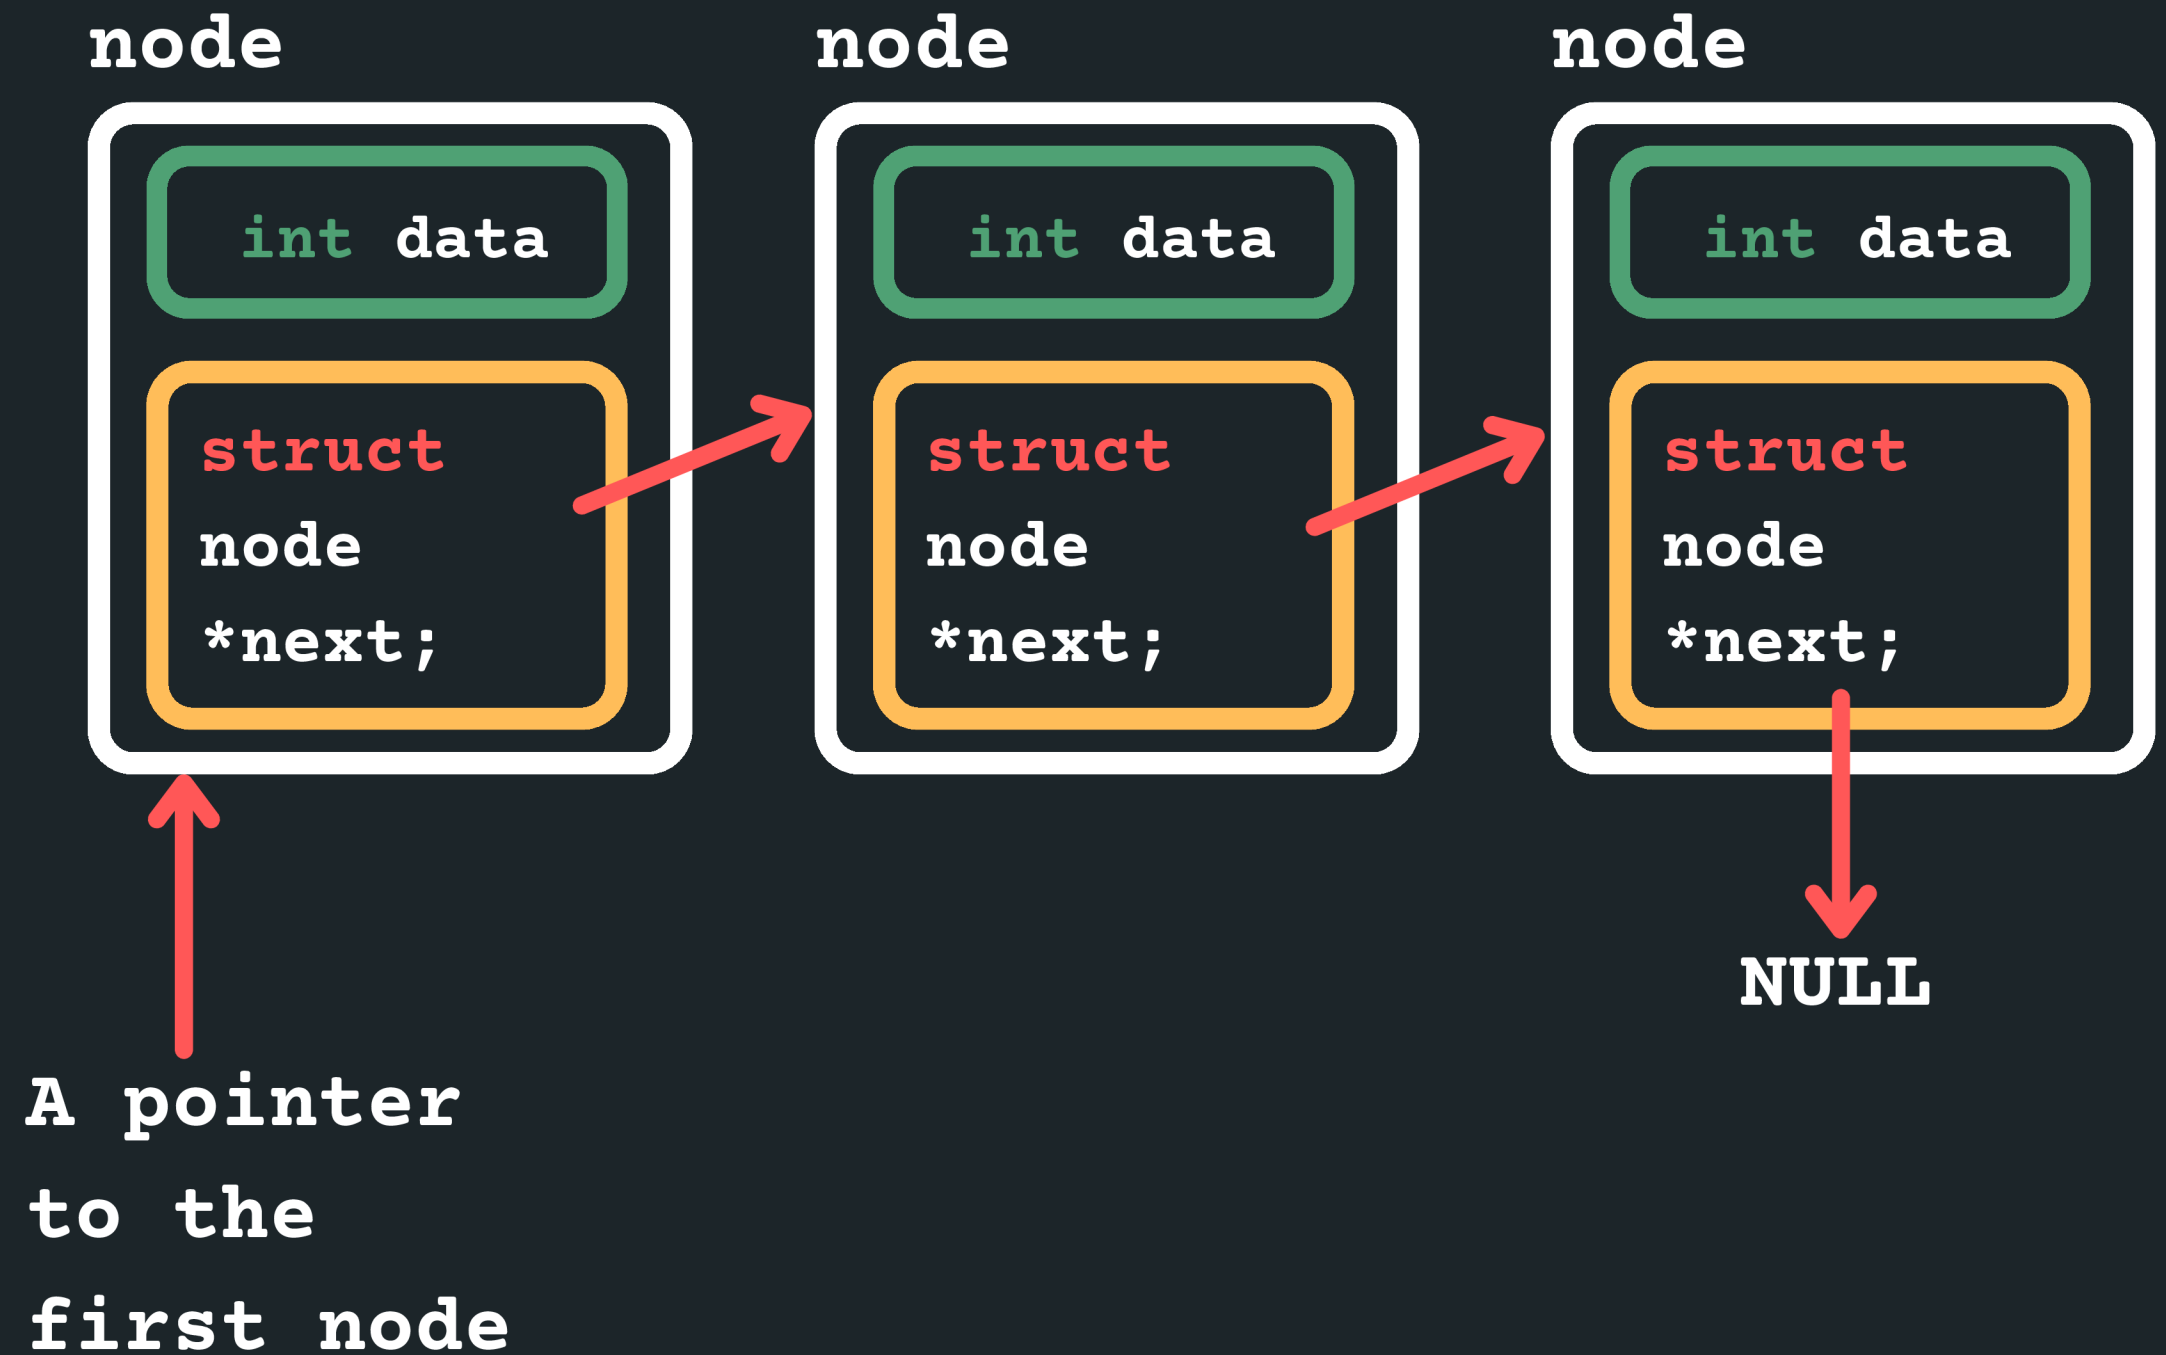 node
int data
struct
node
*next;
node
int data
struct
node
*next;
node
int data
struct
node
*next;
NULL
A pointer
to the
first node